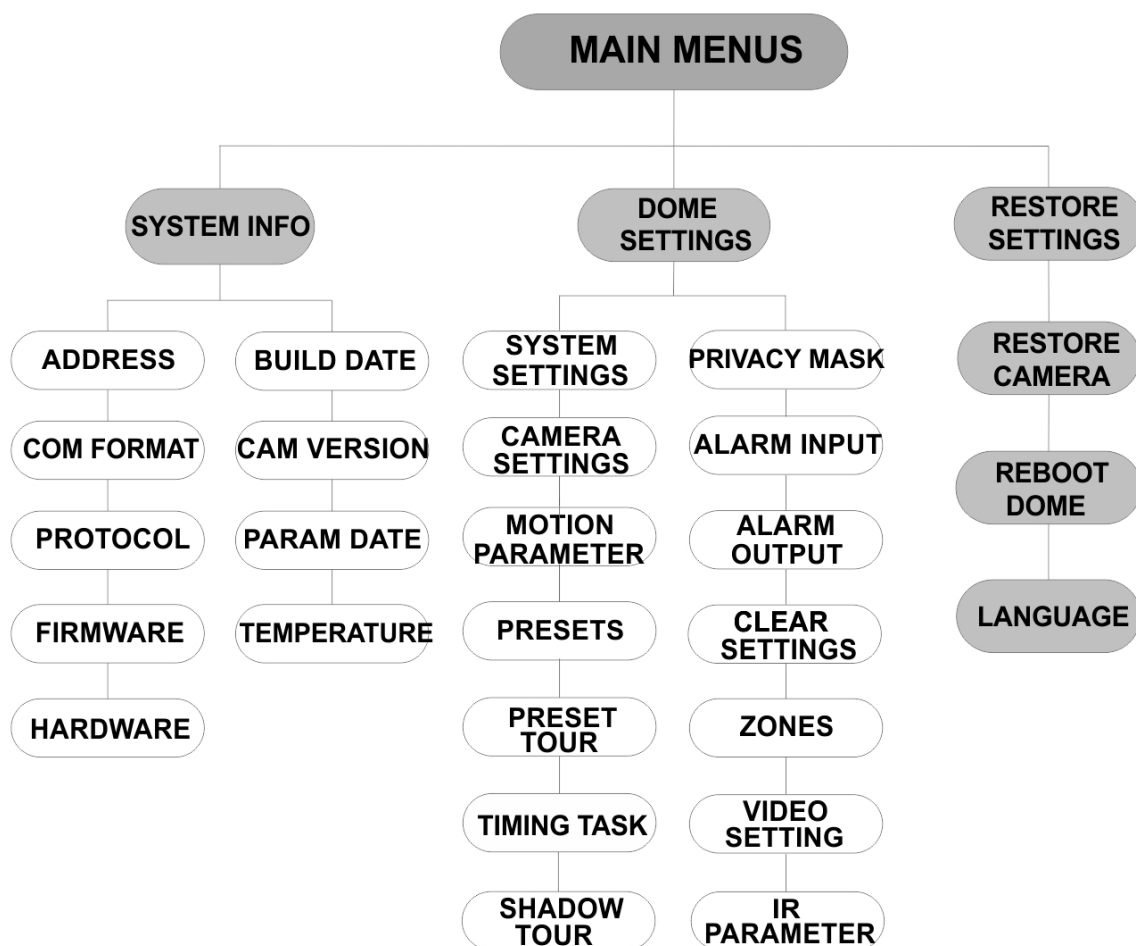 MAIN MENUS
SYSTEM INFO
DOME
SETTINGS
RESTORE
SETTINGS
ADDRESS
COM FORMAT
PROTOCOL
FIRMWARE
HARDWARE
BUILD DATE
CAM VERSION
PARAM DATE
TEMPERATURE
SYSTEM
SETTINGS
CAMERA
SETTINGS
MOTION
PARAMETER
PRESETS
PRESET
TOUR
TIMING TASK
SHADOW
TOUR
PRIVACY MASK
ALARM INPUT
ALARM
OUTPUT
CLEAR
SETTINGS
ZONES
VIDEO
SETTING
IR
PARAMETER
RESTORE
CAMERA
REBOOT
DOME
LANGUAGE